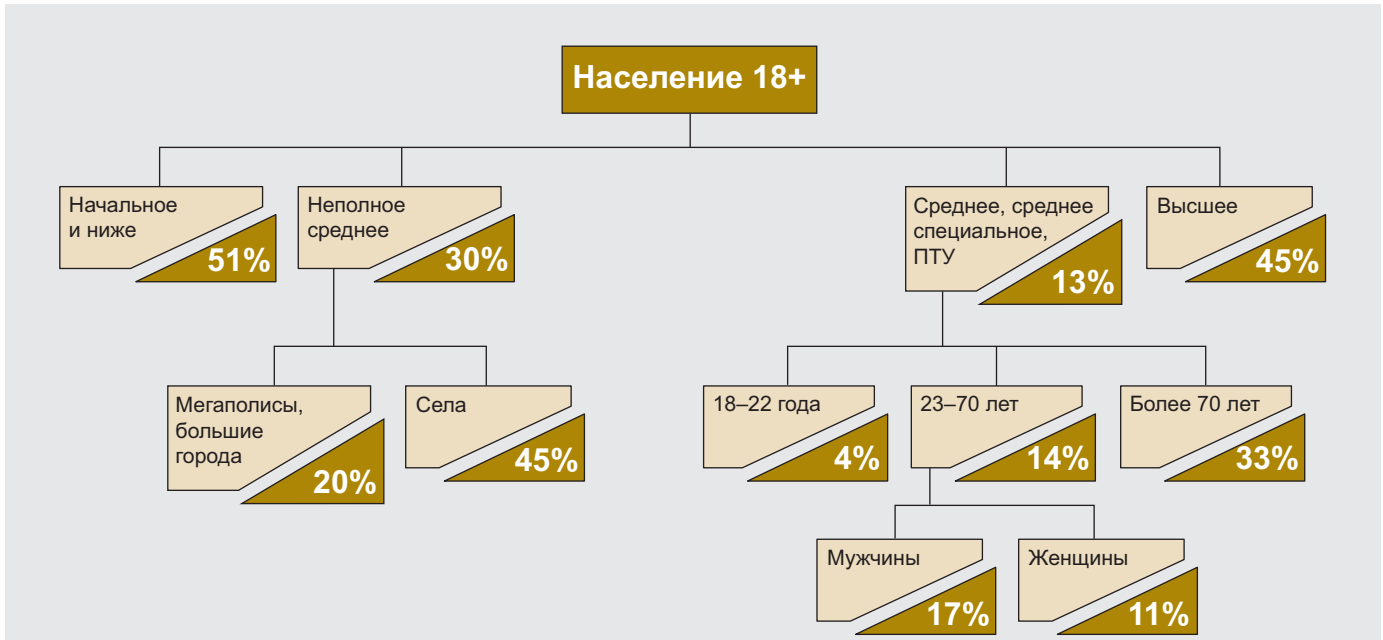 Население 18+
Начальное
и ниже
51%
Неполное
среднее
30%
Среднее, среднее
специальное,
ПТУ
13%
Высшее
45%
Мегаполисы,
большие
города
20%
Села
45%
18–22 года
4%
23–70 лет
14%
Более 70 лет
33%
Мужчины
17%
Женщины
11%